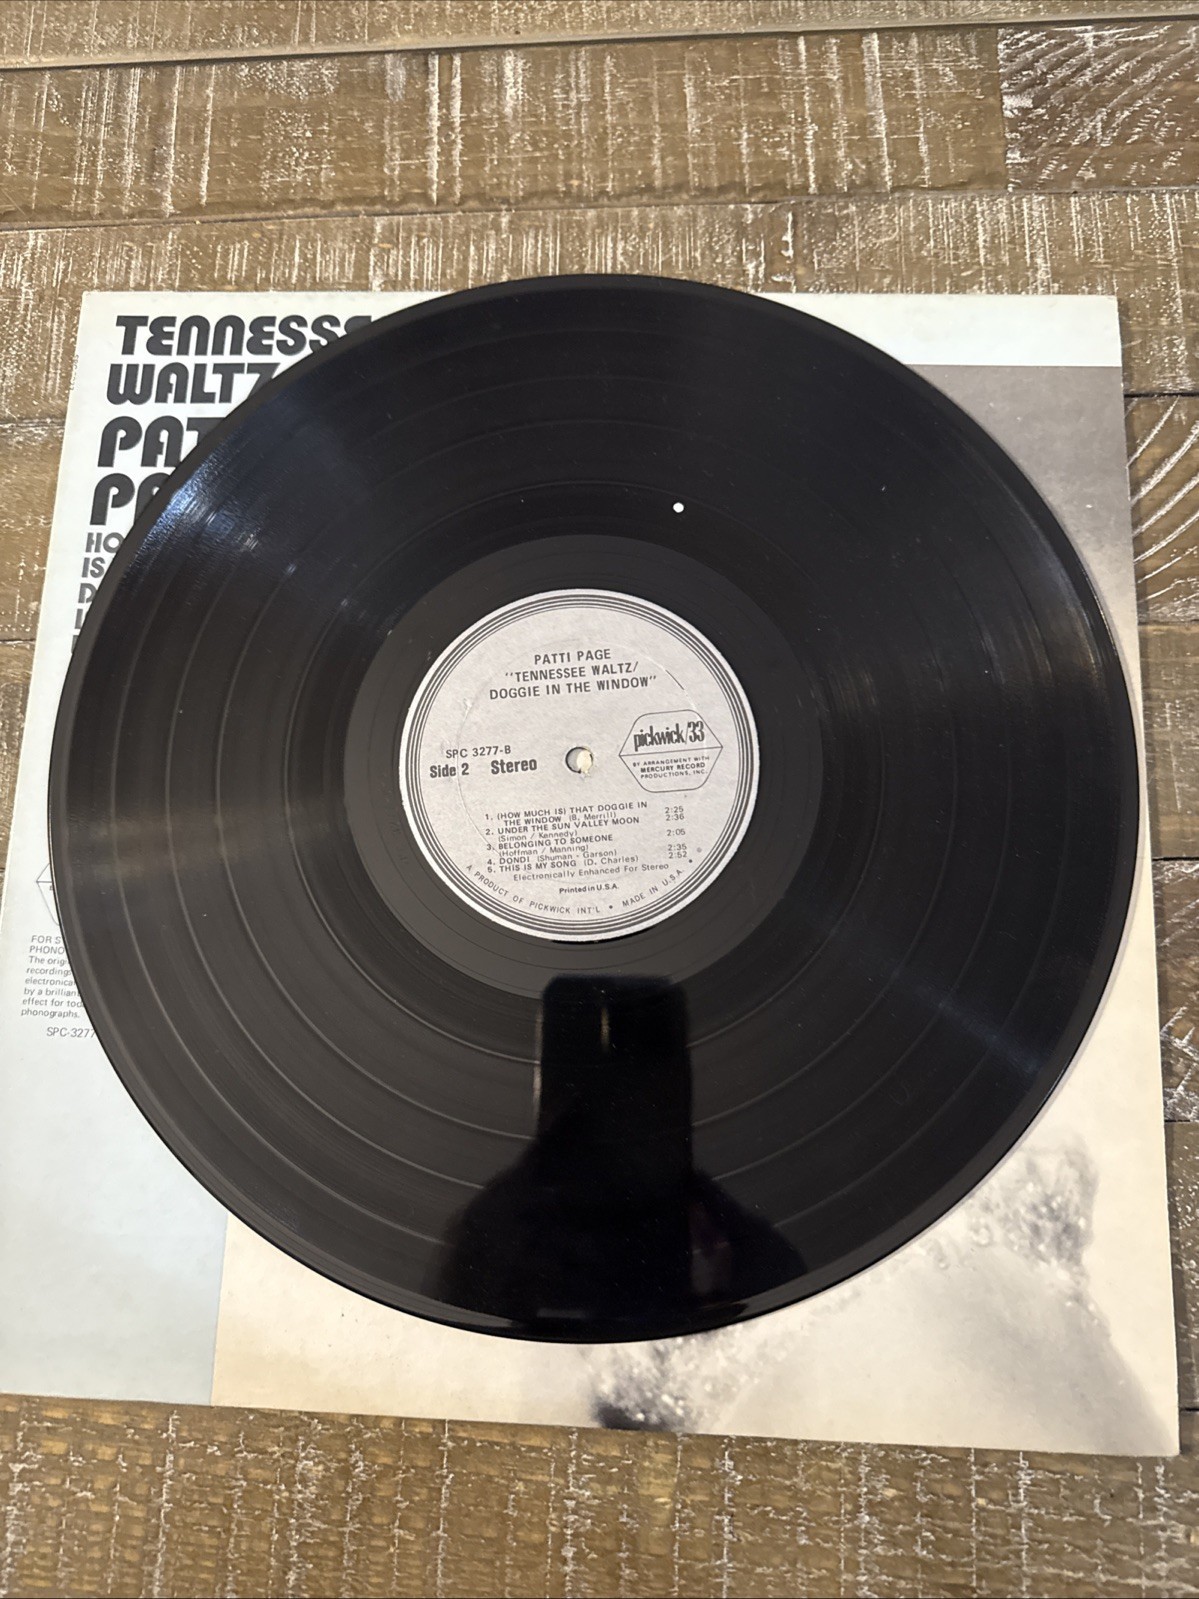 TENNESSE
WALTZ
PAT
PA
HO
IS
D
FOR S
PHONO
The orig
recordings
electronica
by a brillian
effect for tod
phonographs.
SPC-3277
PATTI PAGE
"TENNESSEE WALTZ/
DOGGIE IN THE WINDOW"
SPC 3277-B
Side 2 Stereo
pickwick/33
BY ARRANGEMENT WITH
MERCURY RECORD
PRODUCTIONS, INC.
1. (HOW MUCH IS) THAT DOGGIE IN
THE WINDOW (B. Merrill) 2:25
2. UNDER THE SUN VALLEY MOON 2:36
(Simon / Kennedy)
3. BELONGING TO SOMEONE 2:05
(Hoffman / Manning)
4. DONDI (Shuman - Garson) 2:35
5. THIS IS MY SONG (D. Charles) 2:52
Electronically Enhanced For Stereo
Printed in U.S.A.
A PRODUCT OF PICKWICK INT'L • MADE IN U.S.A. •